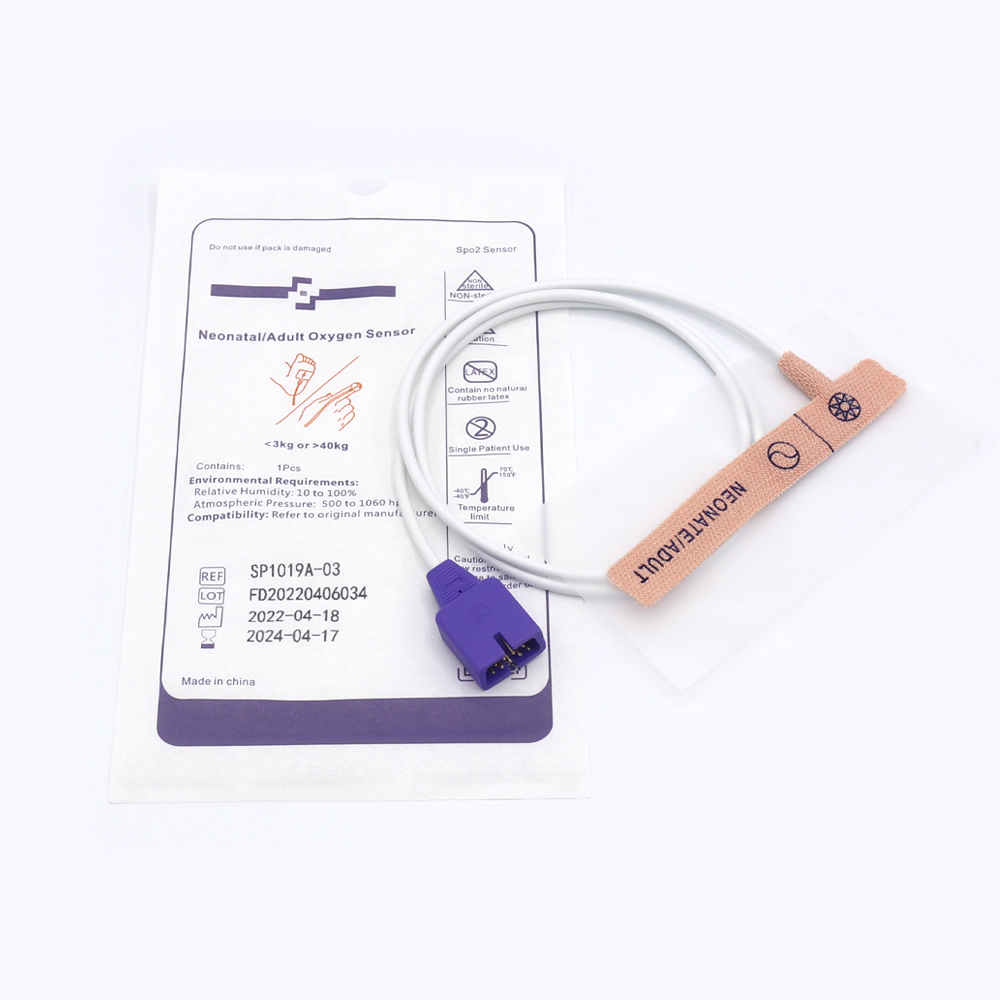 Do not use if pack is damaged
Spo2 Sensor
NON
sterile
NON-steri
Neonatal/Adult Oxygen Sensor
LATEX
Contain no natural
rubber latex
2
Single Patient Use
<3kg or >40kg
Contains: 1Pcs
Environmental Requirements:
Relative Humidity: 10 to 100%
Atmospheric Pressure: 500 to 1060 hp
Compatibility: Refer to original manufacturer
70℃
158℉
-40℃
-40℉
Temperature
limit
REF SP1019A-03
LOT FD20220406034
2022-04-18
2024-04-17
Made in china
NEONATE/ADULT